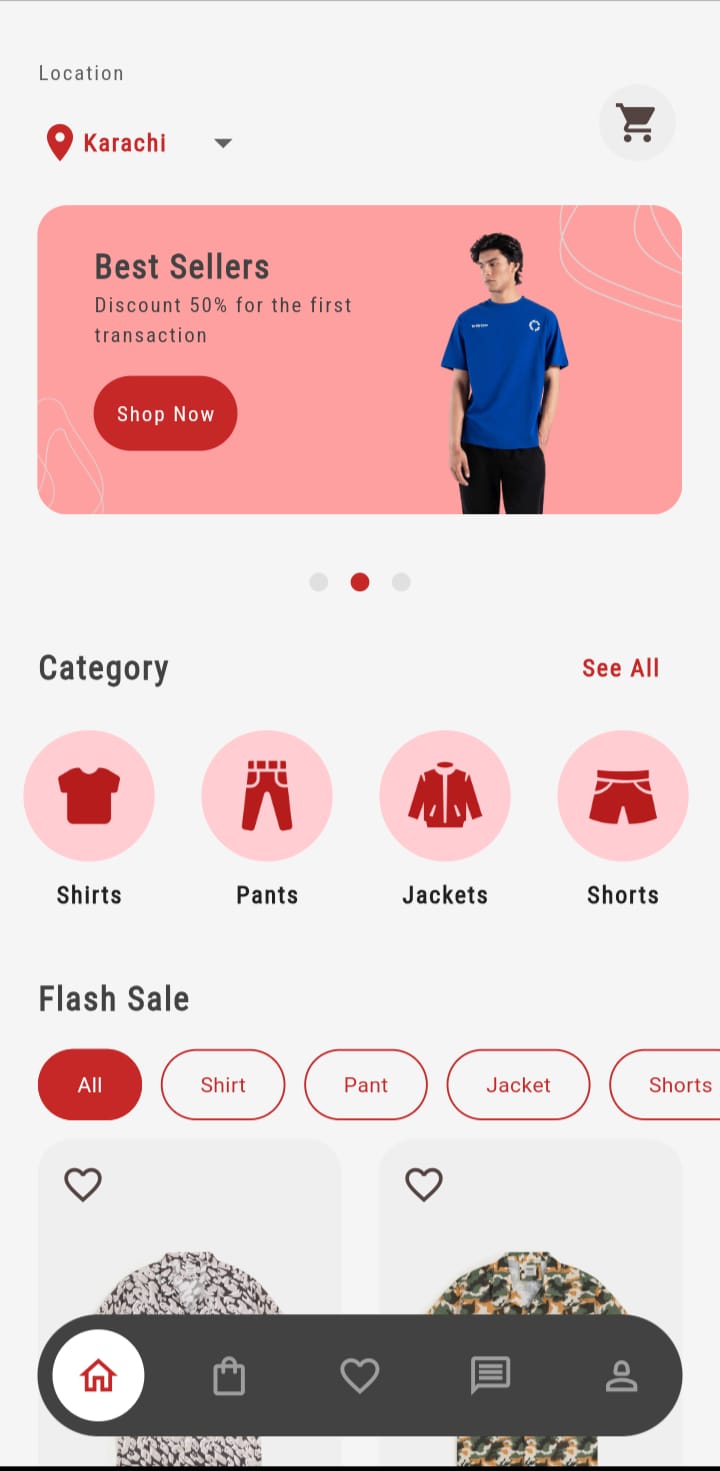 Location
Karachi
Best Sellers
Discount 50% for the first
transaction
Shop Now
Category
See All
Shirts
Pants
Jackets
Shorts
Flash Sale
All
Shirt
Pant
Jacket
Shorts